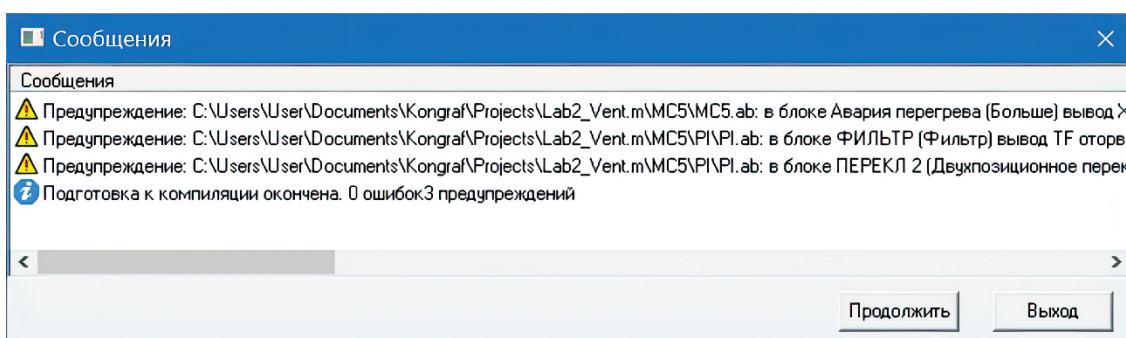 Сообщения
Сообщения
Предупреждение: C:\Users\User\Documents\Kongraf\Projects\Lab2_Vent.m\MC5\MC5.ab: в блоке Авария перегрева (Больше) вывод
Предупреждение: C:\Users\User\Documents\Kongraf\Projects\Lab2_Vent.m\MC5\PI\PI.ab: в блоке ФИЛЬТР (Фильтр) вывод TF оторв
Предупреждение: C:\Users\User\Documents\Kongraf\Projects\Lab2_Vent.m\MC5\PI\PI.ab: в блоке ПЕРЕКЛ 2 (Двухпозиционное перек
Подготовка к компиляции окончена. 0 ошибок3 предупреждений
Продолжить Выход